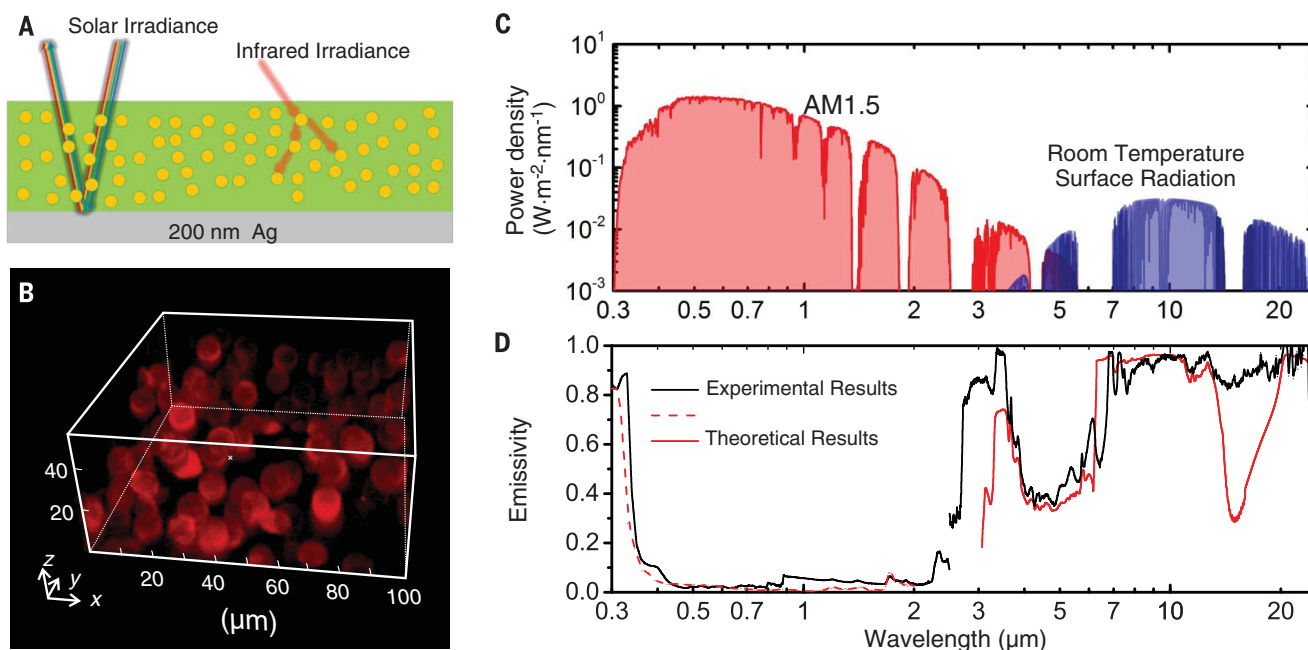 A
Solar Irradiance
Infrared Irradiance
200 nm Ag
B
40
20
z
y
x
20
40
60
80
100
(μm)
C
Power density
(W·m⁻²·nm⁻¹)
10¹
10⁰
10⁻¹
10⁻²
10⁻³
AM1.5
Room Temperature
Surface Radiation
0.3
0.5
0.7
1
2
3
4
5
7
10
20
D
Emissivity
1.0
0.8
0.6
0.4
0.2
0.0
Experimental Results
Theoretical Results
0.3
0.5
0.7
1
2
3
4
5
7
10
20
Wavelength (μm)